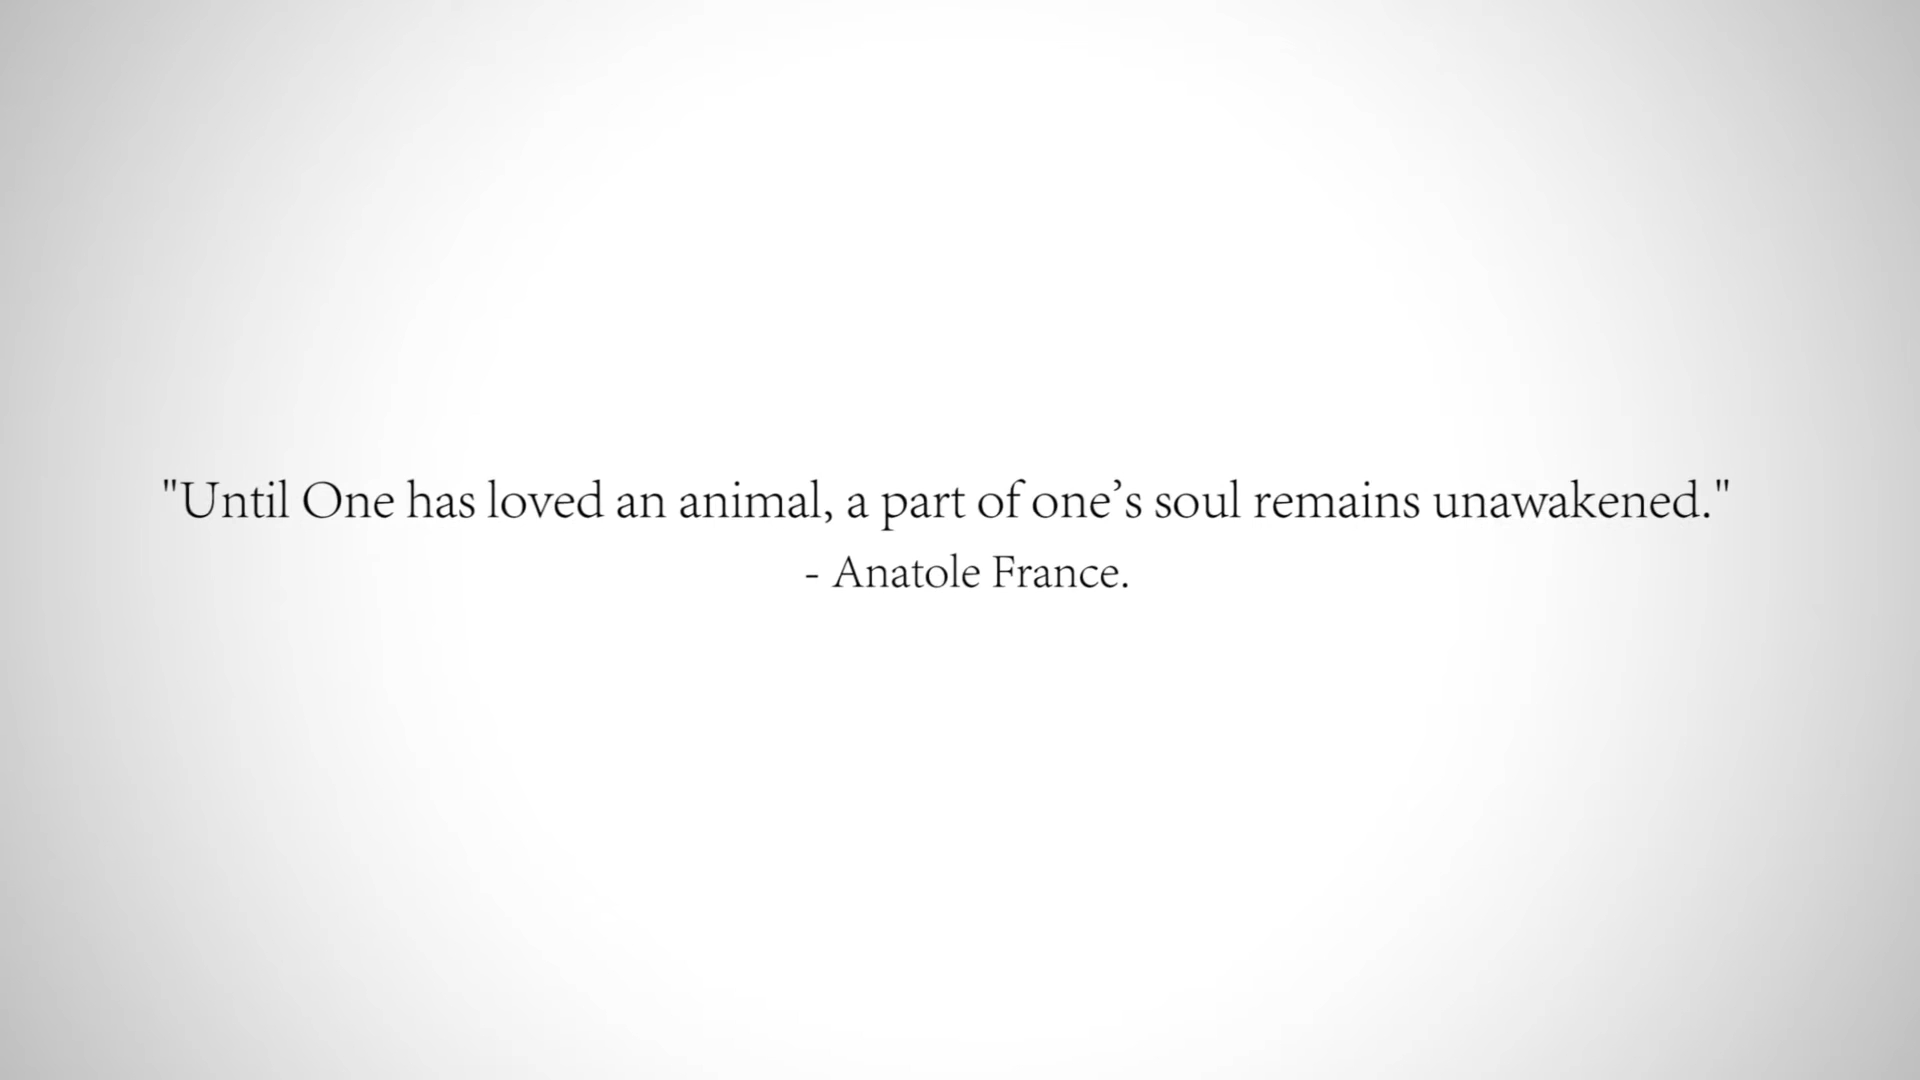 "Until One has loved an animal, a part of one’s soul remains unawakened."
- Anatole France.